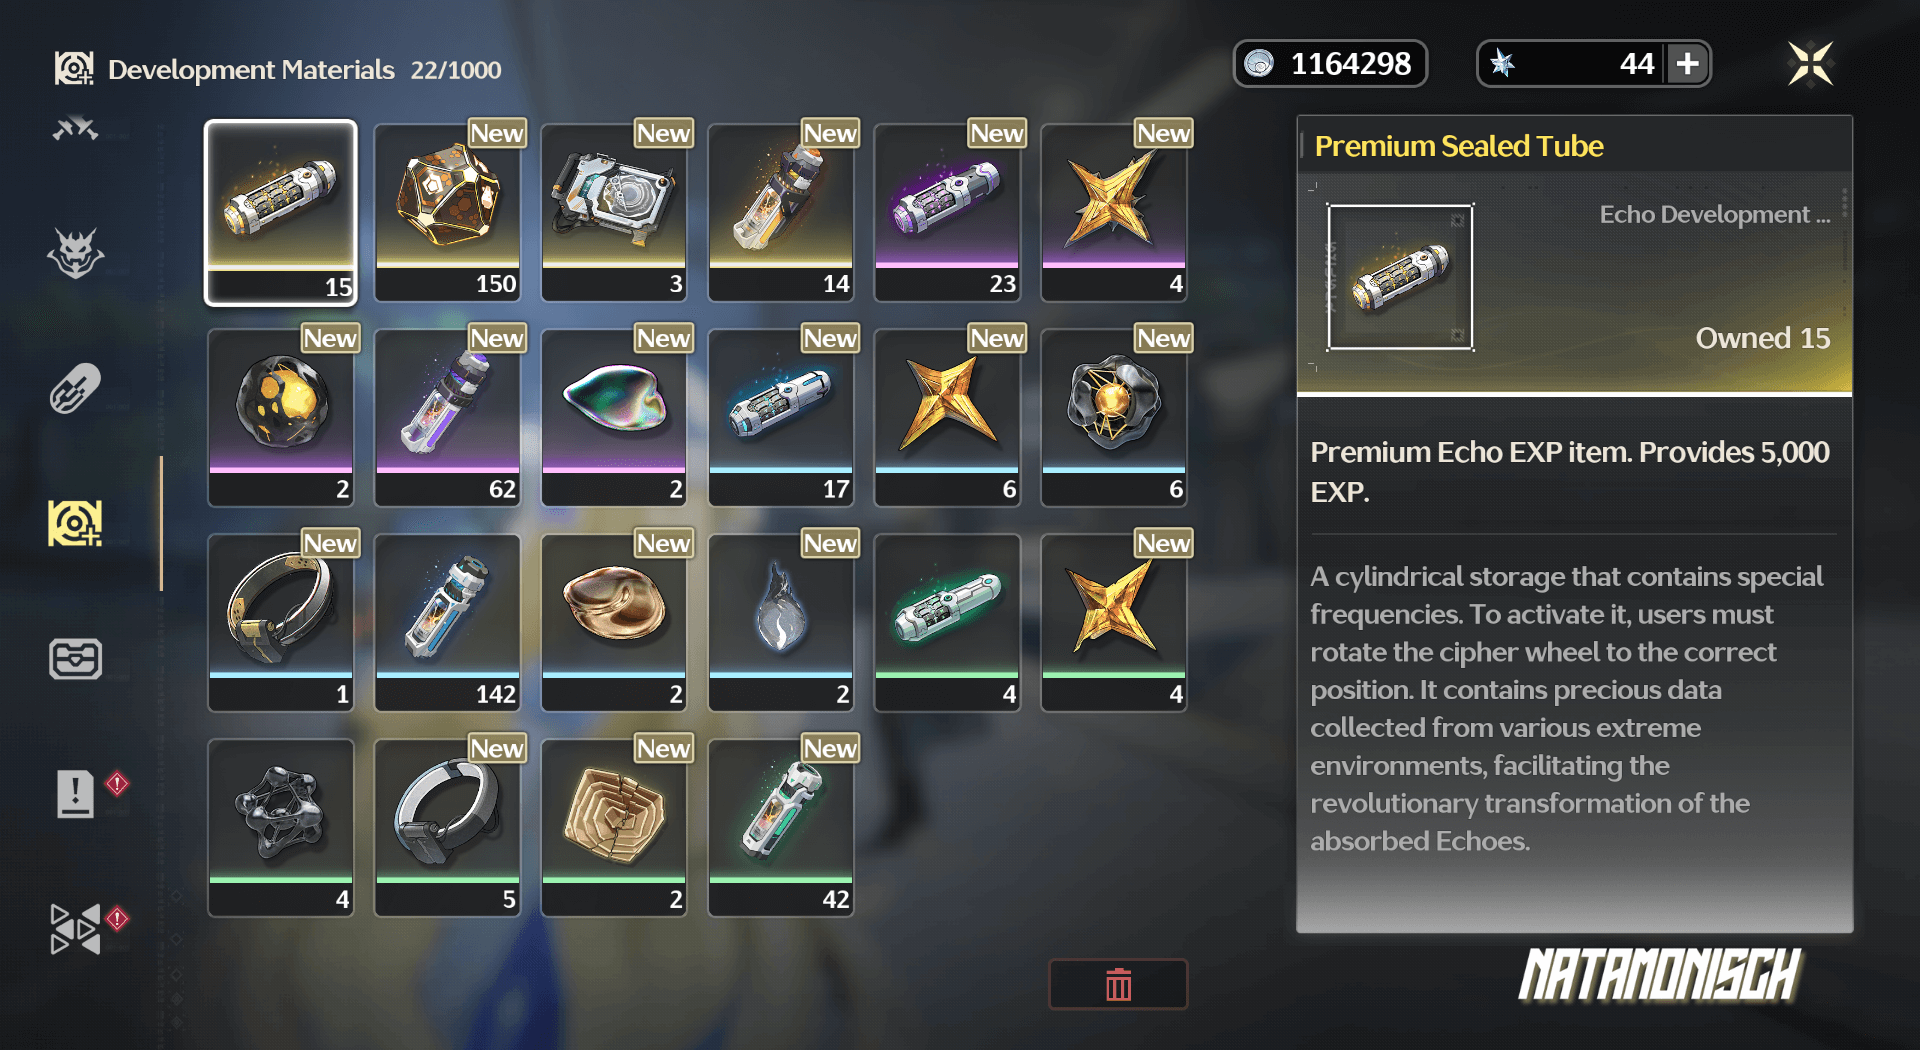 Development Materials 22/1000
1164298
44
New New New New New
15 150 3 14 23 4
New New New New New New
2 62 2 17 6 6
New New New New
1 142 2 2 4 4
New New New
4 5 2 42
Premium Sealed Tube
Echo Development ...
Owned 15
Premium Echo EXP item. Provides 5,000
EXP.
A cylindrical storage that contains special
frequencies. To activate it, users must
rotate the cipher wheel to the correct
position. It contains precious data
collected from various extreme
environments, facilitating the
revolutionary transformation of the
absorbed Echoes.
NATAMONISCH